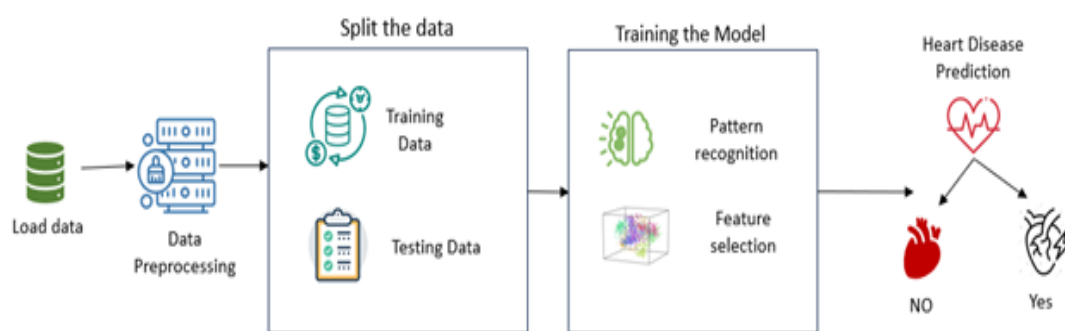 Load data
Data
Preprocessing
Split the data
Training
Data
Testing Data
Training the Model
Pattern
recognition
Feature
selection
Heart Disease
Prediction
NO
Yes